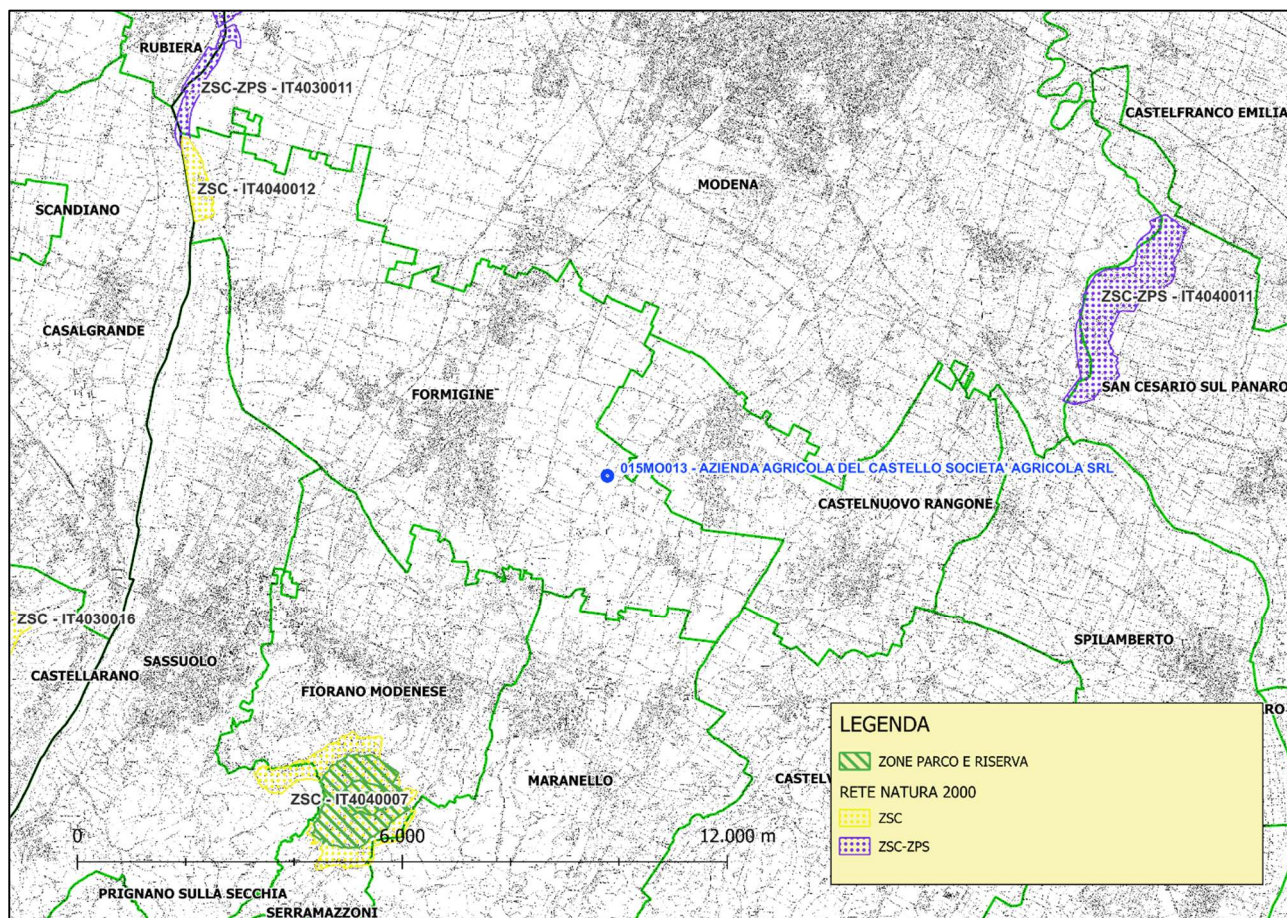 RUBIERA
ZSC-ZPS - IT4030011
CASTELFRANCO EMILIA
MODENA
ZSC - IT4040012
SCANDIANO
ZSC-ZPS - IT4040011
CASALGRANDE
SAN CESARIO SUL PANARO
FORMIGINE
015MO013 - AZIENDA AGRICOLA DEL CASTELLO SOCIETA' AGRICOLA SRL
CASTELNUOVO RANGONE
ZSC - IT4030016
SPILAMBERTO
SASSUOLO
CASTELLARANO
FIORANO MODENESE
RO
MARANELLO
CASTELV
ZSC - IT4040007
0 6.000 12.000 m
PRIGNANO SULLA SECCHIA
SERRAMAZZONI
LEGENDA
ZONE PARCO E RISERVA
RETE NATURA 2000
ZSC
ZSC-ZPS